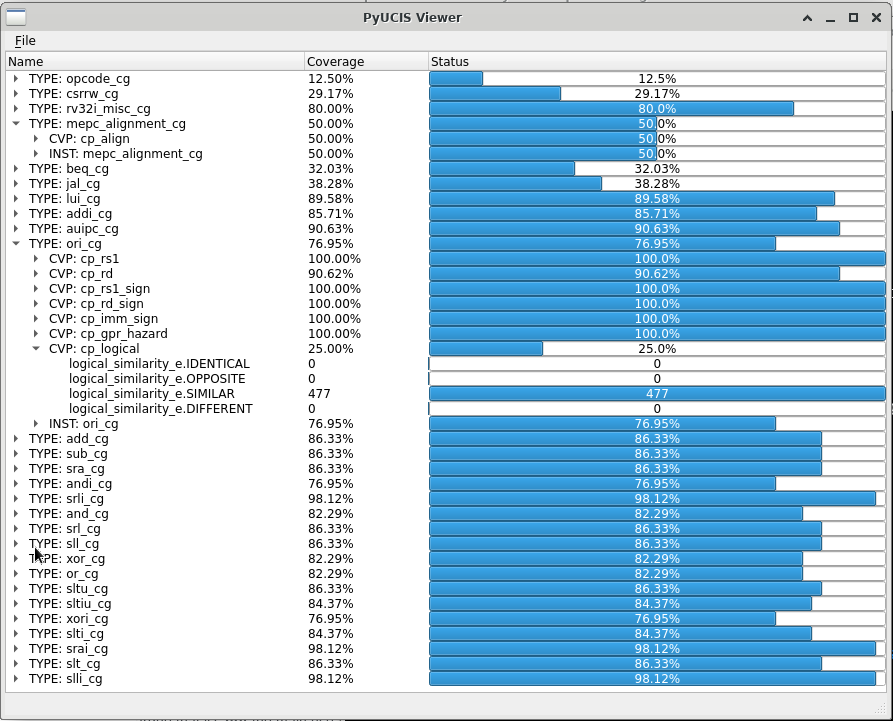 PyUCIS Viewer
File
Name Coverage Status
TYPE: opcode_cg 12.50% 12.5%
TYPE: csrrw_cg 29.17% 29.17%
TYPE: rv32i_misc_cg 80.00% 80.0%
TYPE: mepc_alignment_cg 50.00% 50.0%
CVP: cp_align 50.00% 50.0%
INST: mepc_alignment_cg 50.00% 50.0%
TYPE: beq_cg 32.03% 32.03%
TYPE: jal_cg 38.28% 38.28%
TYPE: lui_cg 89.58% 89.58%
TYPE: addi_cg 85.71% 85.71%
TYPE: auipc_cg 90.63% 90.63%
TYPE: ori_cg 76.95% 76.95%
CVP: cp_rs1 100.00% 100.0%
CVP: cp_rd 90.62% 90.62%
CVP: cp_rs1_sign 100.00% 100.0%
CVP: cp_rd_sign 100.00% 100.0%
CVP: cp_imm_sign 100.00% 100.0%
CVP: cp_gpr_hazard 100.00% 100.0%
CVP: cp_logical 25.00% 25.0%
logical_similarity_e.IDENTICAL 0 0
logical_similarity_e.OPPOSITE 0 0
logical_similarity_e.SIMILAR 477 477
logical_similarity_e.DIFFERENT 0 0
INST: ori_cg 76.95% 76.95%
TYPE: add_cg 86.33% 86.33%
TYPE: sub_cg 86.33% 86.33%
TYPE: sra_cg 86.33% 86.33%
TYPE: andi_cg 76.95% 76.95%
TYPE: srli_cg 98.12% 98.12%
TYPE: and_cg 82.29% 82.29%
TYPE: srl_cg 86.33% 86.33%
TYPE: sll_cg 86.33% 86.33%
TYPE: xor_cg 82.29% 82.29%
TYPE: or_cg 82.29% 82.29%
TYPE: sltu_cg 86.33% 86.33%
TYPE: sltiu_cg 84.37% 84.37%
TYPE: xori_cg 76.95% 76.95%
TYPE: slti_cg 84.37% 84.37%
TYPE: srai_cg 98.12% 98.12%
TYPE: slt_cg 86.33% 86.33%
TYPE: slli_cg 98.12% 98.12%